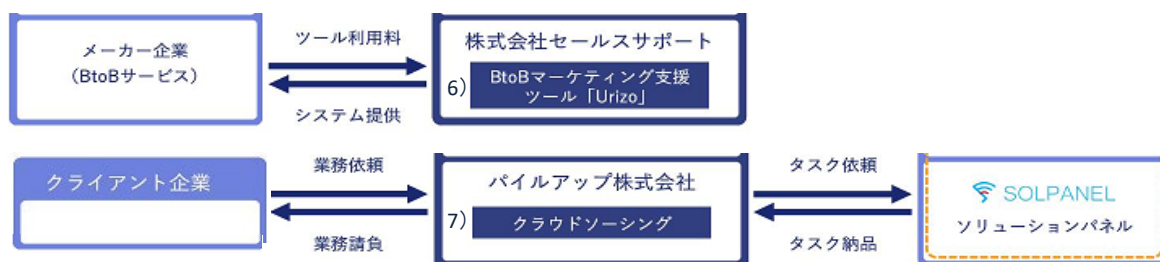 メーカー企業
(BtoBサービス)
ツール利用料
システム提供
株式会社セールスサポート
6)
BtoBマーケティング支援
ツール「Urizo」
クライアント企業
業務依頼
業務請負
パイルアップ株式会社
7)
クラウドソーシング
タスク依頼
タスク納品
SOLPANEL
ソリューションパネル